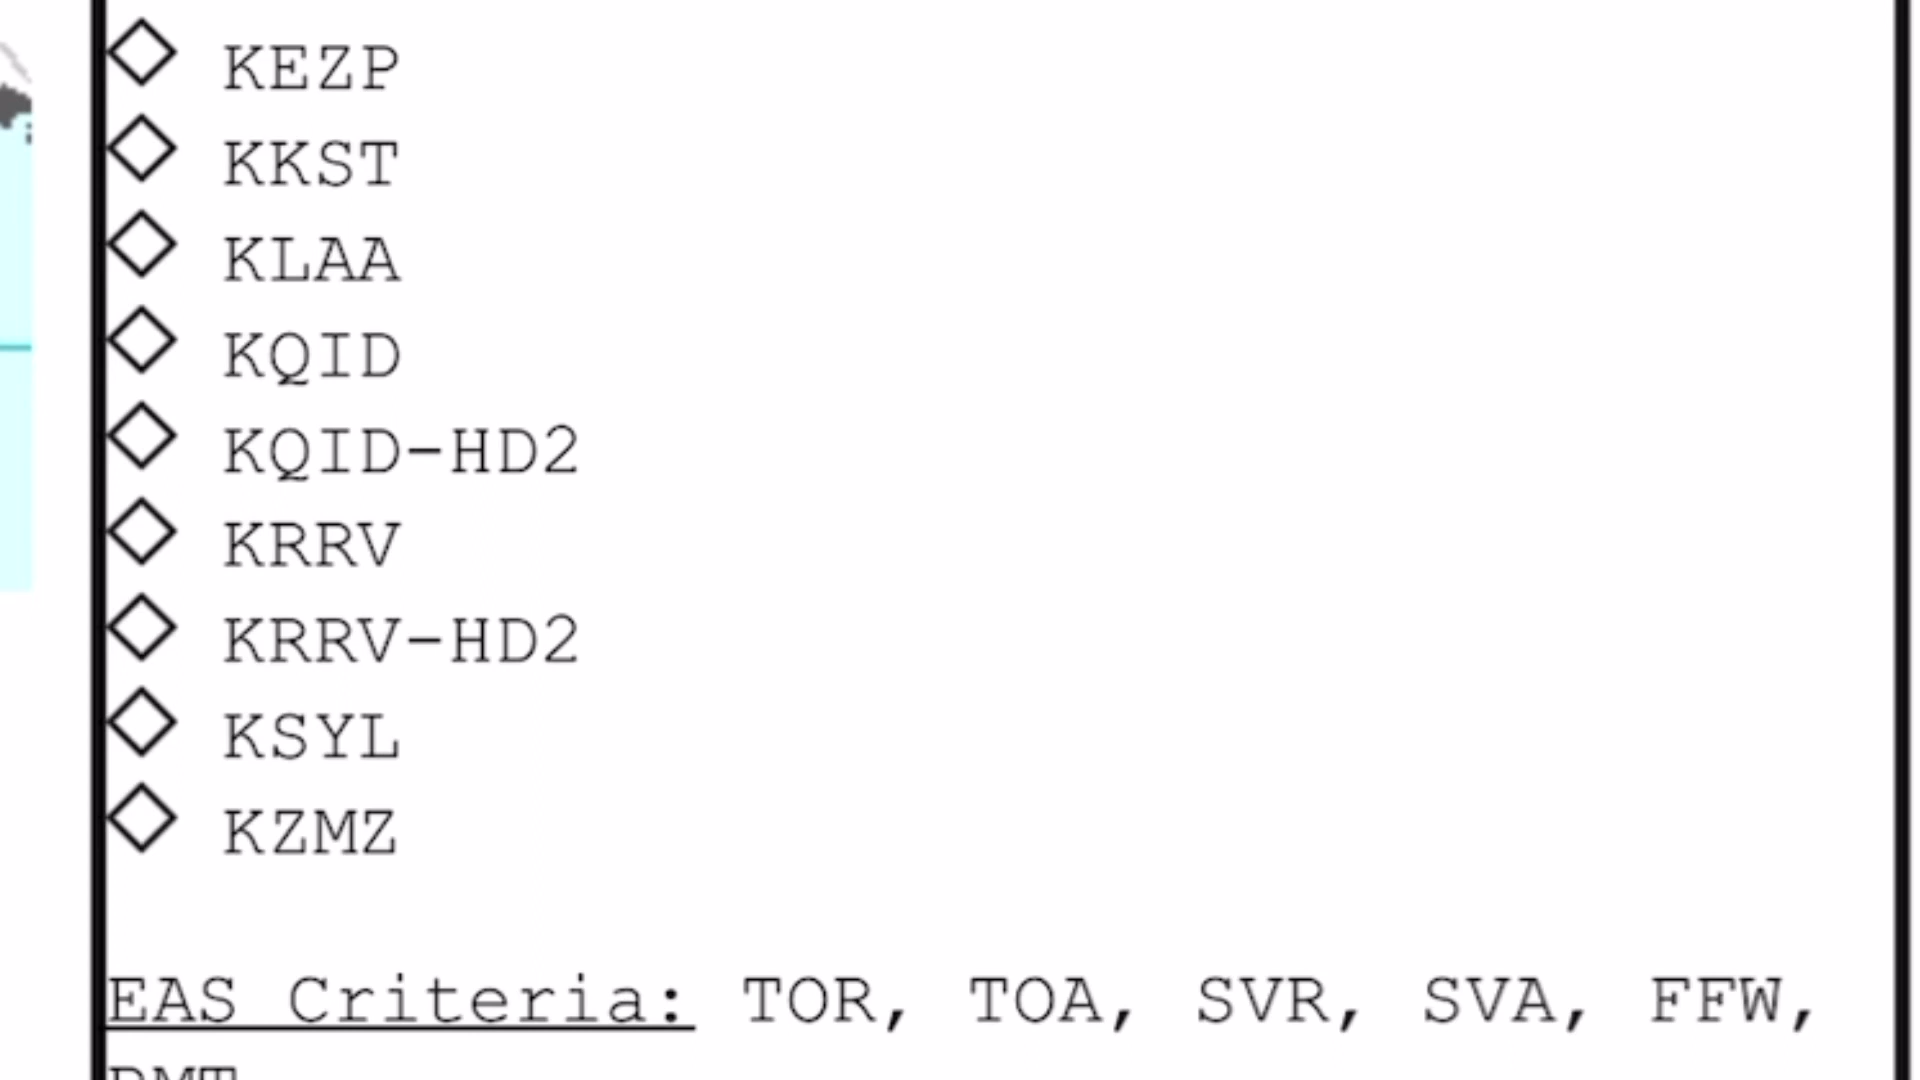 KEZP
KKST
KLAA
KQID
KQID-HD2
KRRV
KRRV-HD2
KSYL
KZMZ
EAS Criteria: TOR, TOA, SVR, SVA, FFW,